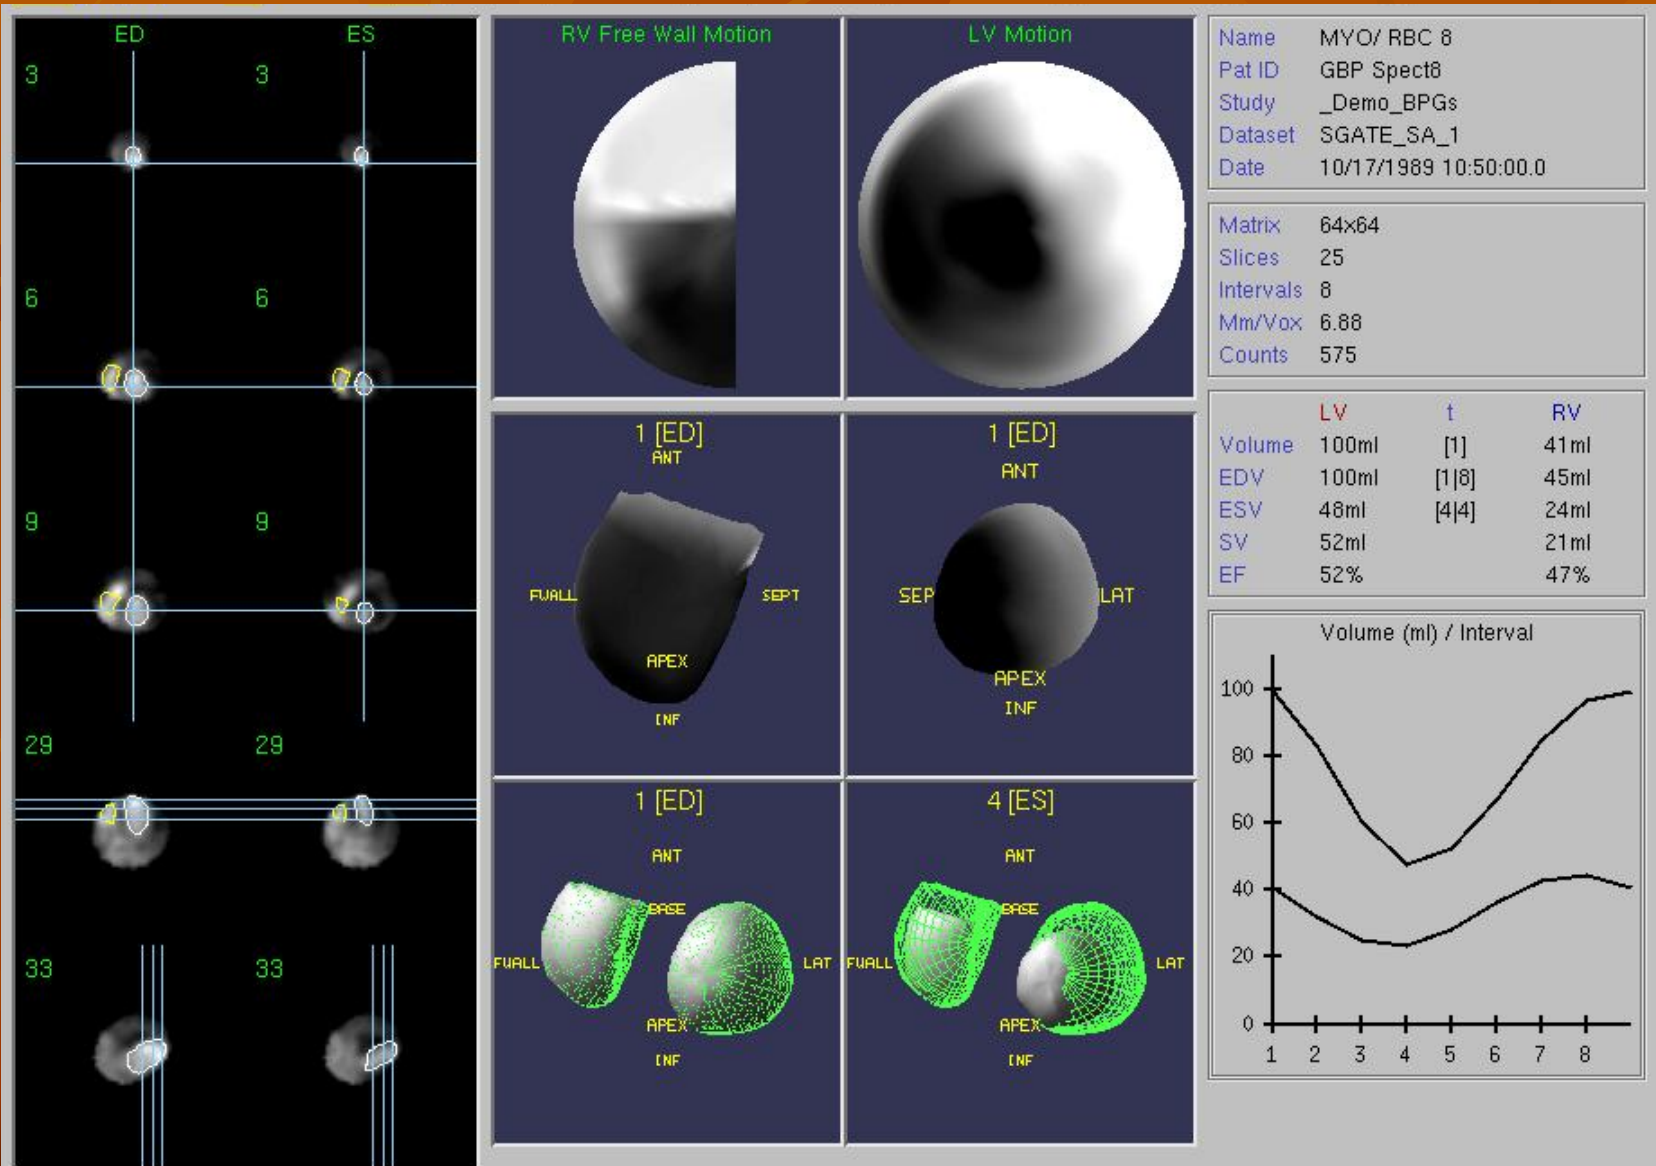 ED ES
3 3
6 6
9 9
29 29
33 33
RV Free Wall Motion
LV Motion
1 [ED]
ANT
FWALL SEPT
APEX
INF
1 [ED]
ANT
SEP LAT
APEX
INF
1 [ED]
ANT
BASE
FWALL LAT
APEX
INF
4 [ES]
ANT
BASE
FWALL LAT
APEX
INF
Name MYO/ RBC 8
Pat ID GBP Spect8
Study _Demo_BPGs
Dataset SGATE_SA_1
Date 10/17/1989 10:50:00.0
Matrix 64x64
Slices 25
Intervals 8
Mm/Vox 6.88
Counts 575
LV t RV
Volume 100ml [1] 41ml
EDV 100ml [1|8] 45ml
ESV 48ml [4|4] 24ml
SV 52ml 21ml
EF 52% 47%
Volume (ml) / Interval
100
80
60
40
20
0
1 2 3 4 5 6 7 8